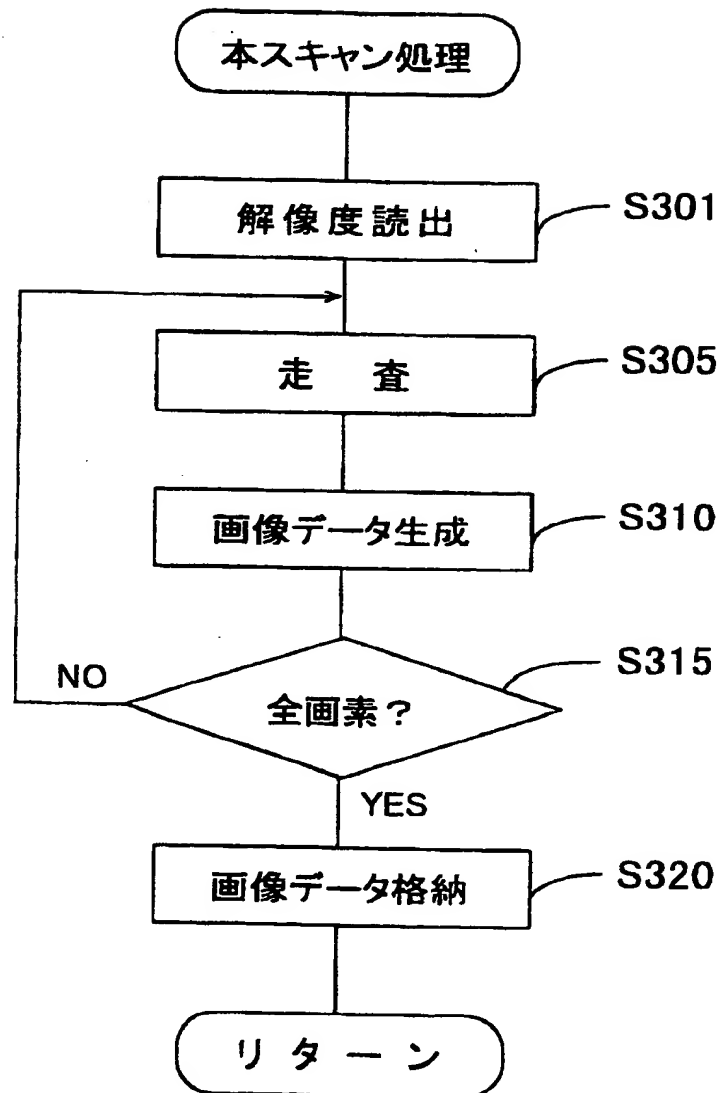 本スキャン処理
解像度読出
S301
走 査
S305
画像データ生成
S310
全画素？
S315
NO
YES
画像データ格納
S320
リターン